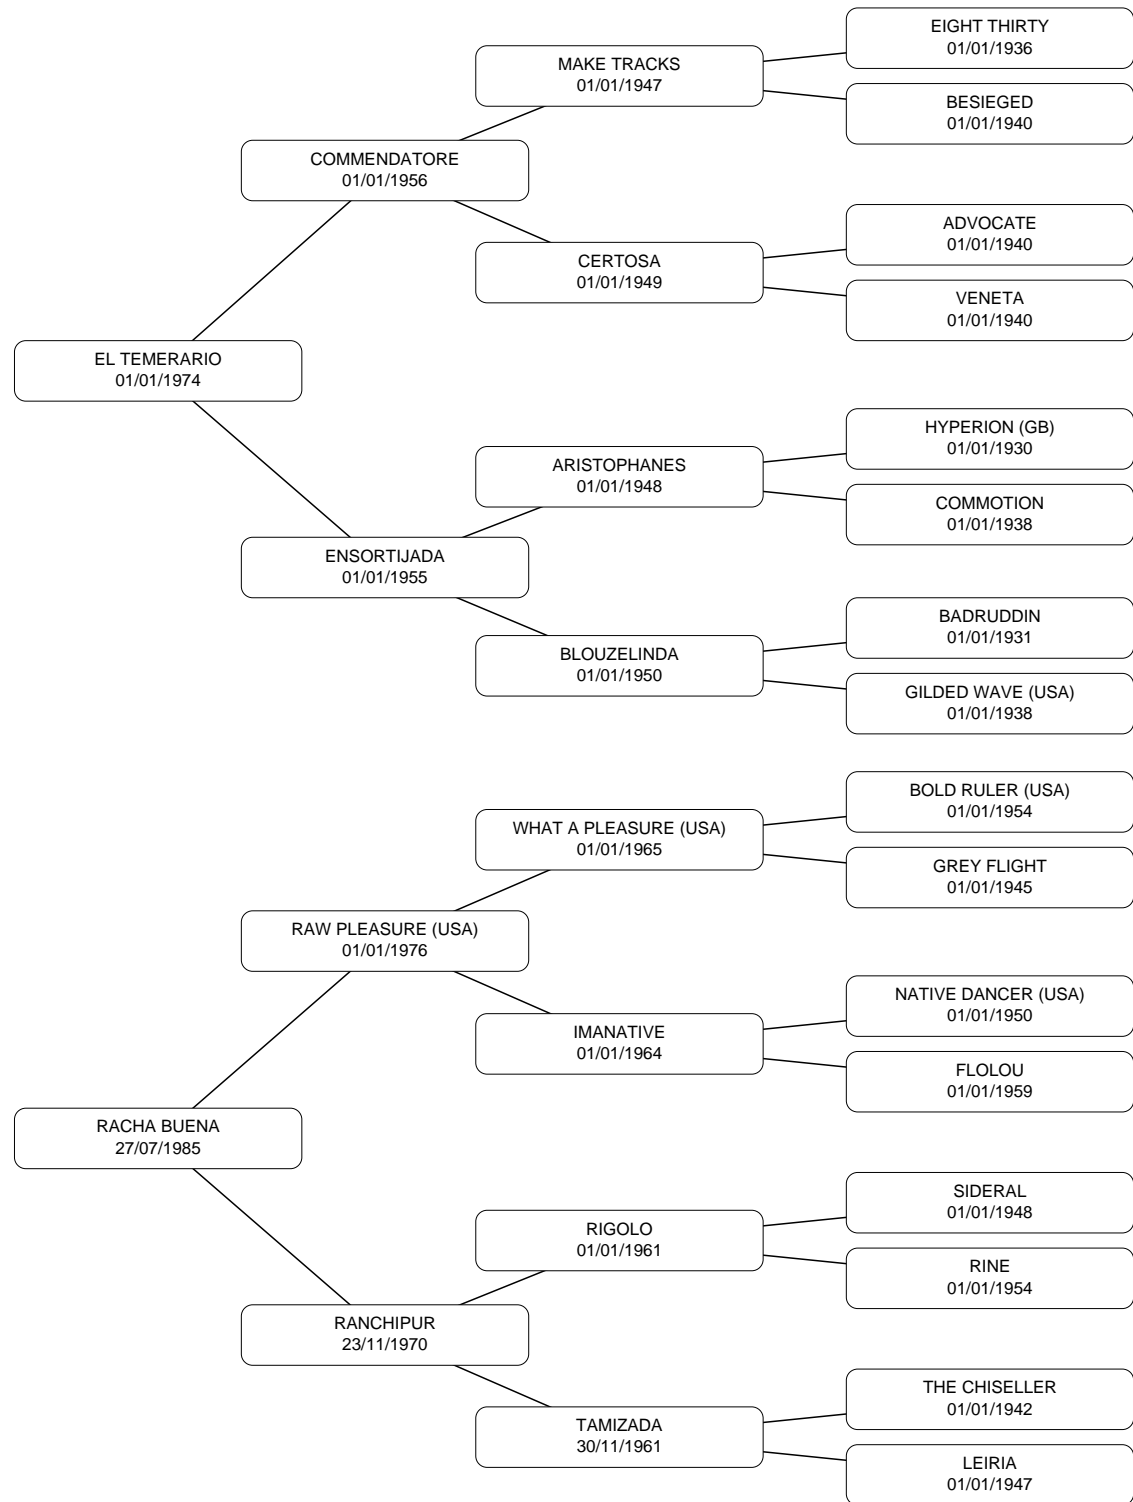 EIGHT THIRTY
01/01/1936
MAKE TRACKS
01/01/1947
BESIEGED
01/01/1940
COMMENDATORE
01/01/1956
ADVOCATE
01/01/1940
CERTOSA
01/01/1949
VENETA
01/01/1940
EL TEMERARIO
01/01/1974
HYPERION (GB)
01/01/1930
ARISTOPHANES
01/01/1948
COMMOTION
01/01/1938
ENSORTIJADA
01/01/1955
BADRUDDIN
01/01/1931
BLOUZELINDA
01/01/1950
GILDED WAVE (USA)
01/01/1938
BOLD RULER (USA)
01/01/1954
WHAT A PLEASURE (USA)
01/01/1965
GREY FLIGHT
01/01/1945
RAW PLEASURE (USA)
01/01/1976
NATIVE DANCER (USA)
01/01/1950
IMANATIVE
01/01/1964
FLOLOU
01/01/1959
RACHA BUENA
27/07/1985
SIDERAL
01/01/1948
RIGOLO
01/01/1961
RINE
01/01/1954
RANCHIPUR
23/11/1970
THE CHISELLER
01/01/1942
TAMIZADA
30/11/1961
LEIRIA
01/01/1947